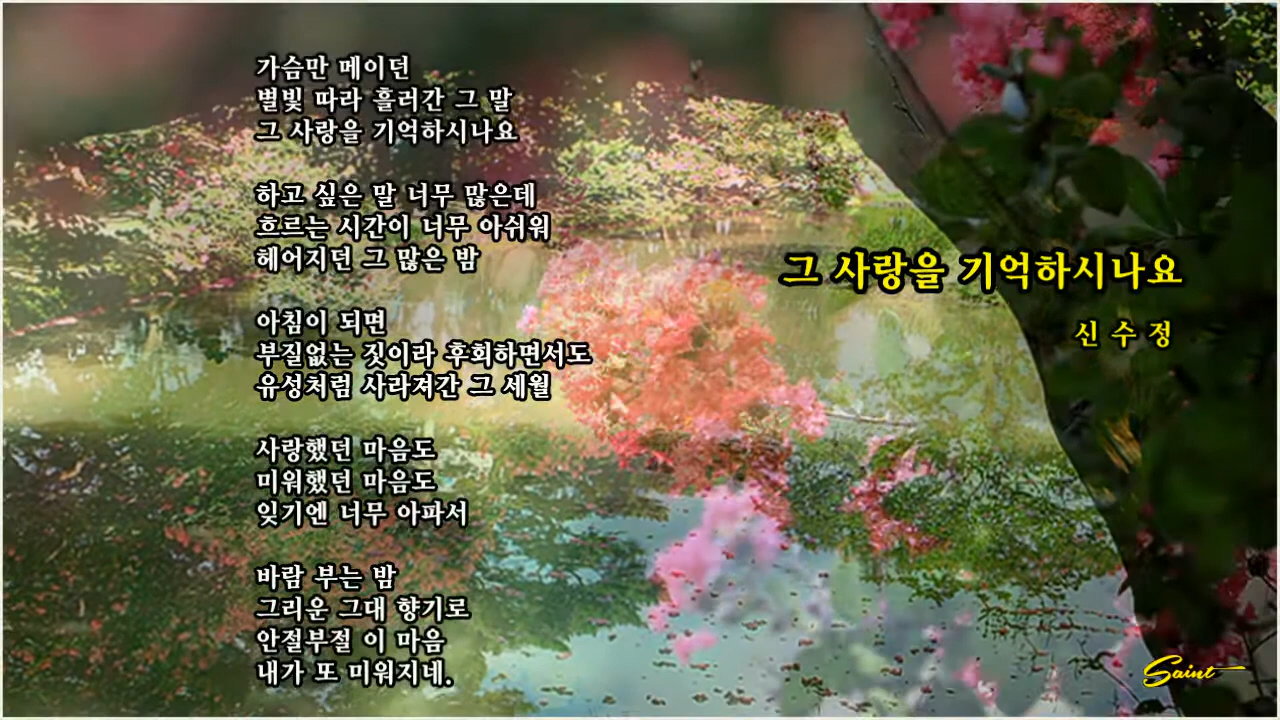 가슴만 메이던
별빛 따라 흘러간 그 말
그 사랑을 기억하시나요
하고 싶은 말 너무 많은데
흐르는 시간이 너무 아쉬워
헤어지던 그 많은 밤
아침이 되면
부질없는 짓이라 후회하면서도
유성처럼 사라져간 그 세월
사랑했던 마음도
미워했던 마음도
잊기엔 너무 아파서
바람 부는 밤
그리운 그대 향기로
안절부절 이 마음
내가 또 미워지네.
그 사랑을 기억하시나요
신 수 정
Saint